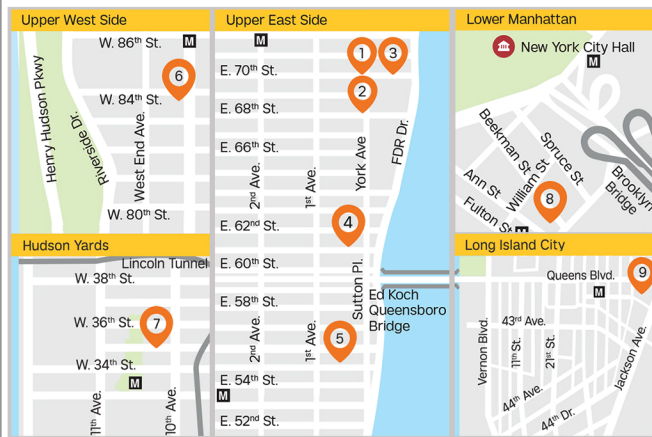 Upper West Side
W. 86th St.
M
6
W. 84th St.
Henry Hudson Pkwy
Riverside Dr.
West End Ave.
W. 80th St.
Hudson Yards
Lincoln Tunnel
W. 38th St.
W. 36th St.
7
W. 34th St.
M
11th Ave.
10th Ave.
Upper East Side
M
1
3
E. 70th St.
2
E. 68th St.
E. 66th St.
2nd Ave.
1st Ave.
York Ave
FDR Dr.
4
E. 62nd St.
E. 60th St.
Sutton Pl.
E. 58th St.
Ed Koch
Queensboro
Bridge
2nd Ave.
1st Ave.
5
E. 54th St.
M
E. 52nd St.
Lower Manhattan
New York City Hall
M
Beekman St
Spruce St
Ann St
William St
Fulton St
8
M
Brooklyn
Bridge
Long Island City
Queens Blvd.
9
M
Vernon Blvd.
43rd Ave.
11th St.
21st St.
Jackson Ave.
44th Ave.
44th Dr.